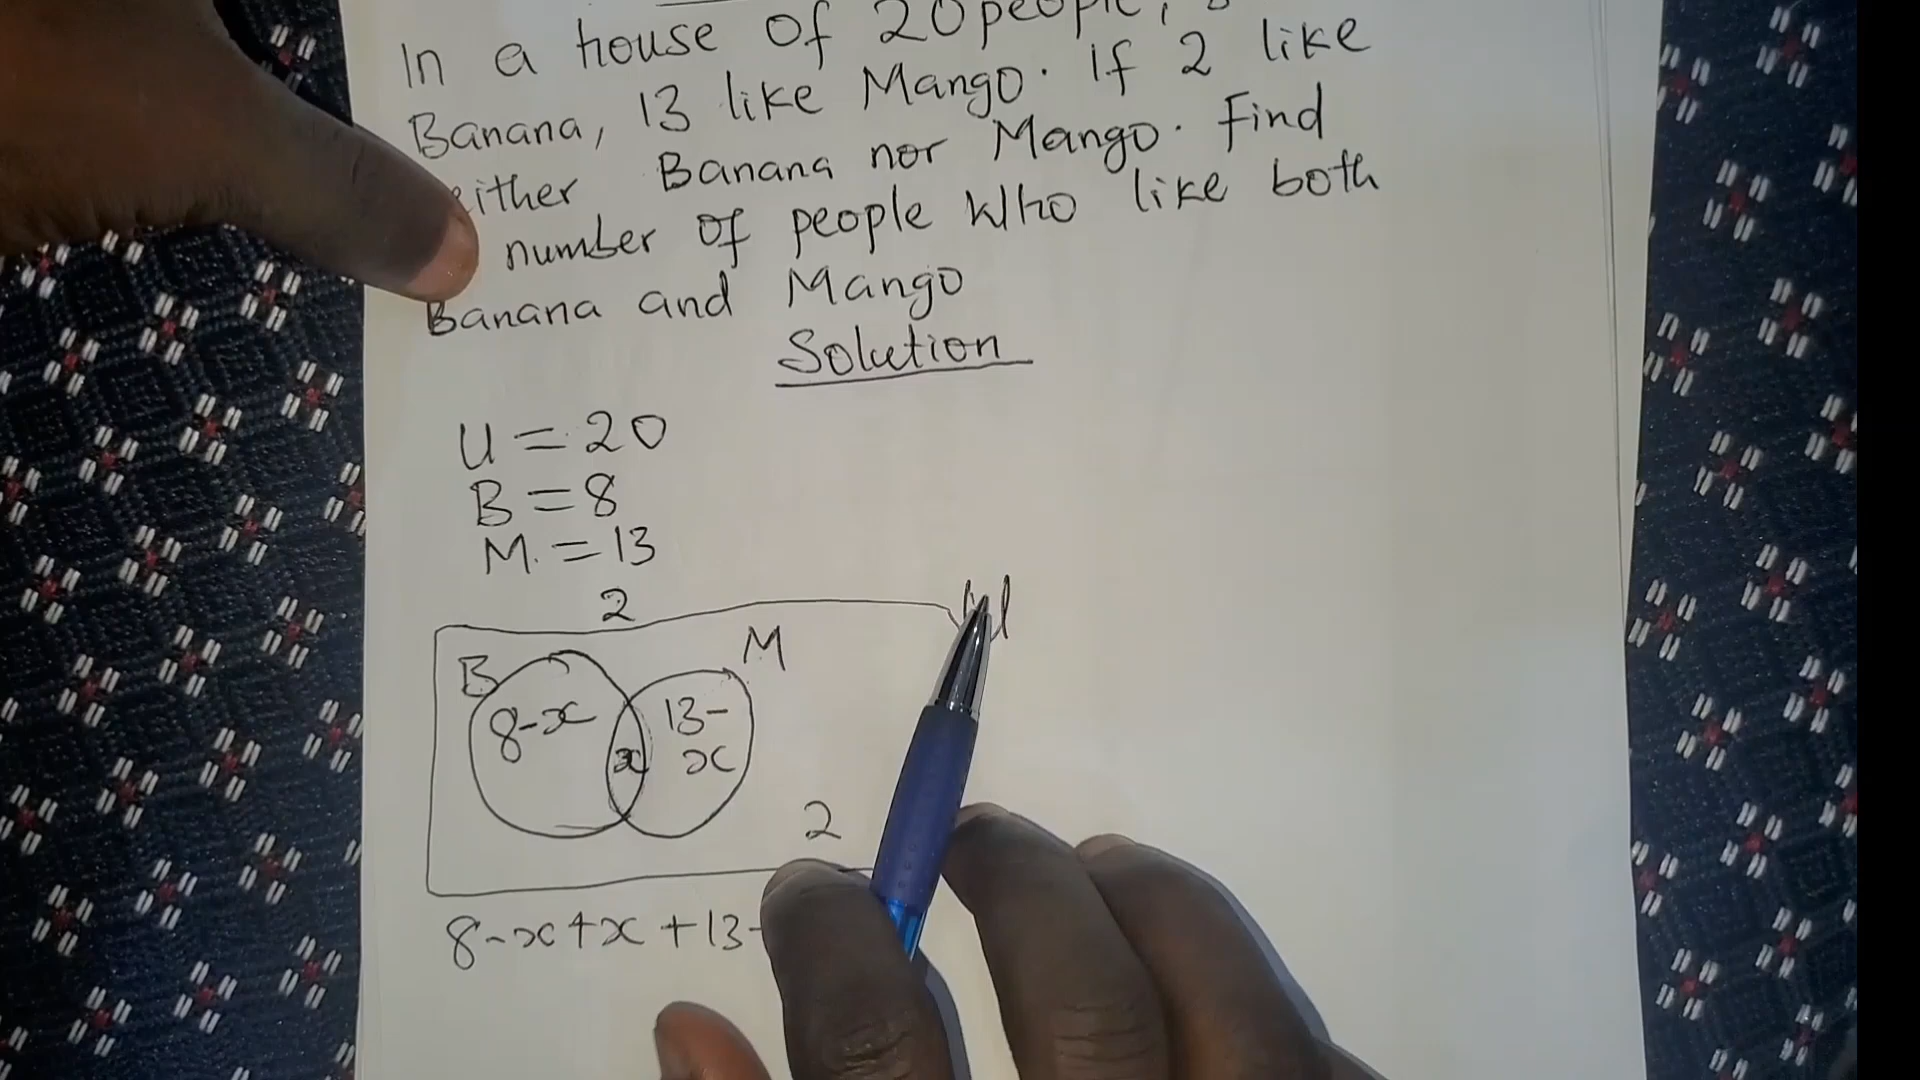 In a house of 20 people,
Banana, 13 like Mango. If 2 like
either Banana nor Mango. Find
number of people who like both
Banana and Mango
Solution
U = 20
B = 8
M = 13
2
B
M
8-x
x
13-
x
2
8-x+x+13-